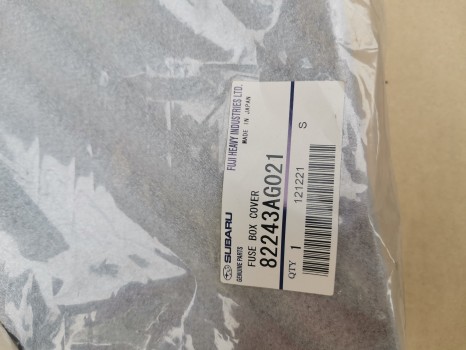 SUBARU
GENUINE PARTS
FUJI HEAVY INDUSTRIES LTD.
MADE IN JAPAN
FUSE BOX COVER
82243AG021
QTY 1
121221 S